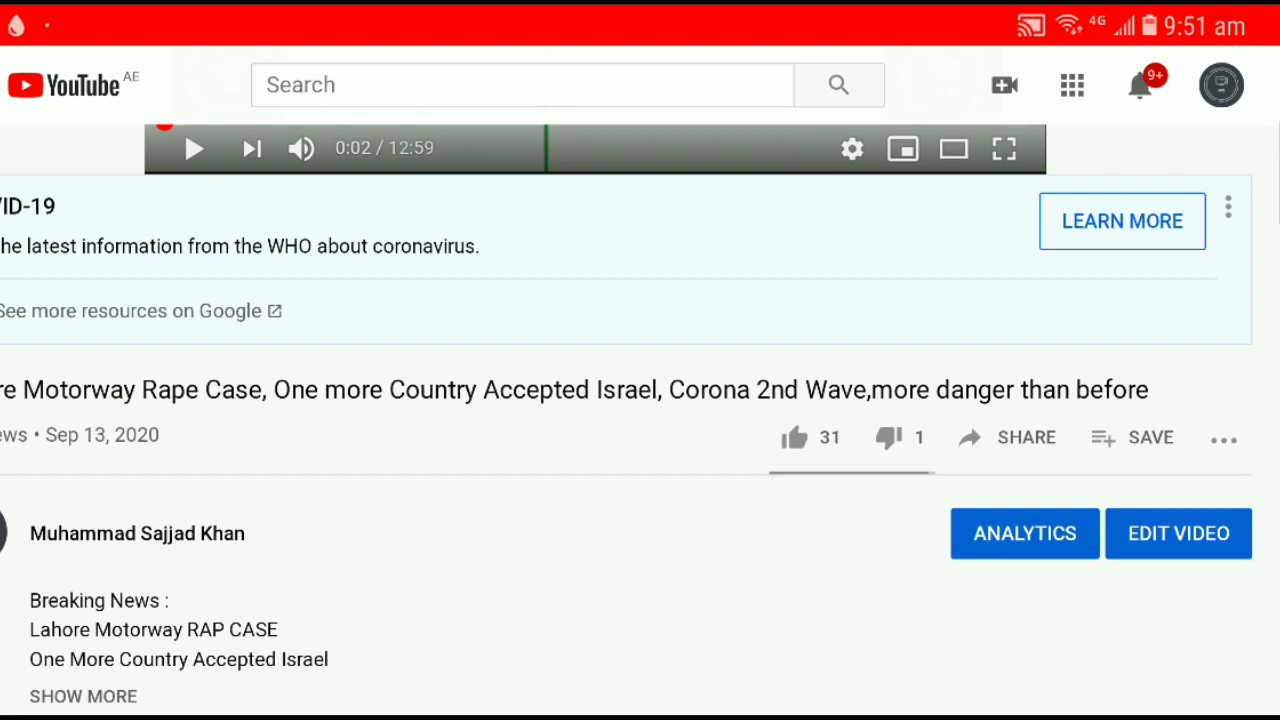 4G 9:51 am
YouTube AE Search 9+
0:02 / 12:59
VID-19
LEARN MORE
he latest information from the WHO about coronavirus.
See more resources on Google
re Motorway Rape Case, One more Country Accepted Israel, Corona 2nd Wave,more danger than before
ews • Sep 13, 2020 31 1 SHARE SAVE
Muhammad Sajjad Khan ANALYTICS EDIT VIDEO
Breaking News :
Lahore Motorway RAP CASE
One More Country Accepted Israel
SHOW MORE